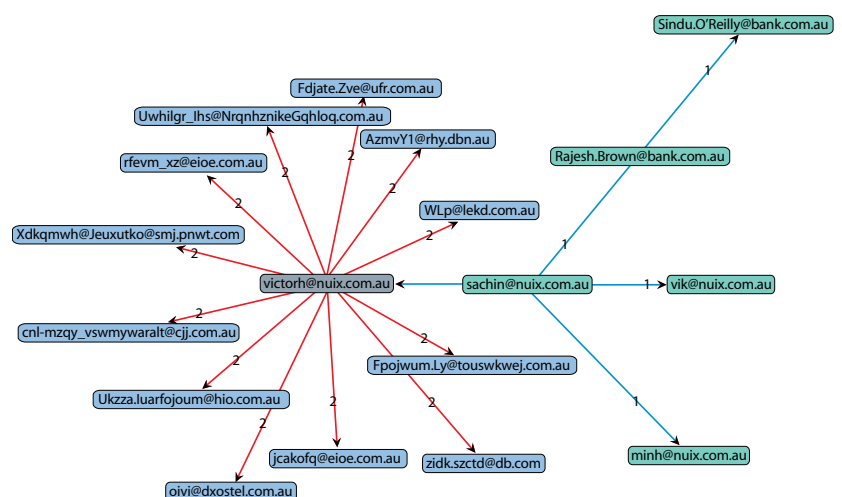 Sindu.O'Reilly@bank.com.au
1
Fdjate.Zve@ufr.com.au
Uwhilgr_Ihs@NrqnhznikeGqhloq.com.au
AzmvY1@rhy.dbn.au
2
rfevm_xz@eioe.com.au
2
2
Rajesh.Brown@bank.com.au
2
WLp@lekd.com.au
Xdkqmwh@Jeuxutko@smj.pnwt.com
2
2
1
victorh@nuix.com.au
sachin@nuix.com.au
1
vik@nuix.com.au
2
cnl-mzqy_vswmywaralt@cjj.com.au
2
2
Fpojwum.Ly@touswkwej.com.au
Ukzza.Iuarfojoum@hio.com.au
2
2
1
2
jcakofq@eioe.com.au
zidk.szctd@db.com
minh@nuix.com.au
oivi@dxostel.com.au